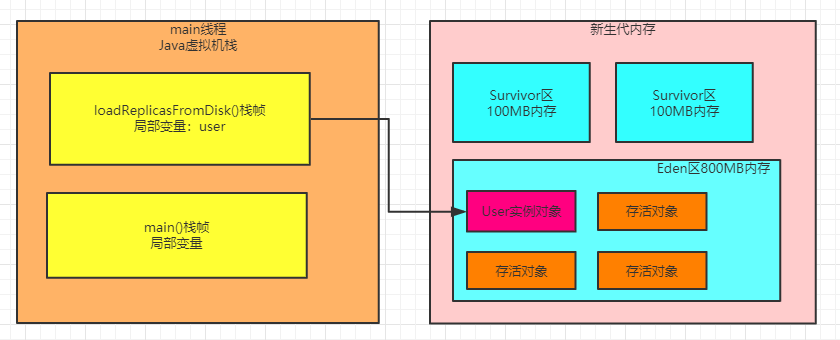 main线程
Java虚拟机栈
loadReplicasFromDisk()栈帧
局部变量：user
main()栈帧
局部变量
新生代内存
Survivor区
100MB内存
Survivor区
100MB内存
Eden区800MB内存
User实例对象
存活对象
存活对象
存活对象